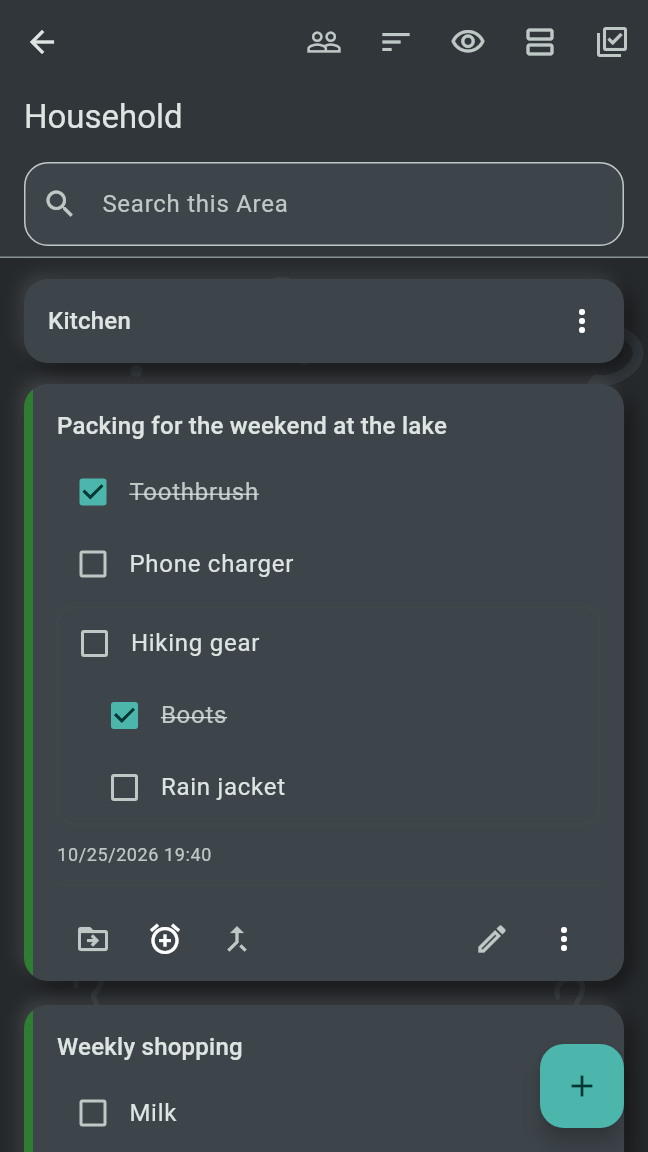 Household
Search this Area
Kitchen
Packing for the weekend at the lake
Toothbrush
Phone charger
Hiking gear
Boots
Rain jacket
10/25/2026 19:40
Weekly shopping
Milk